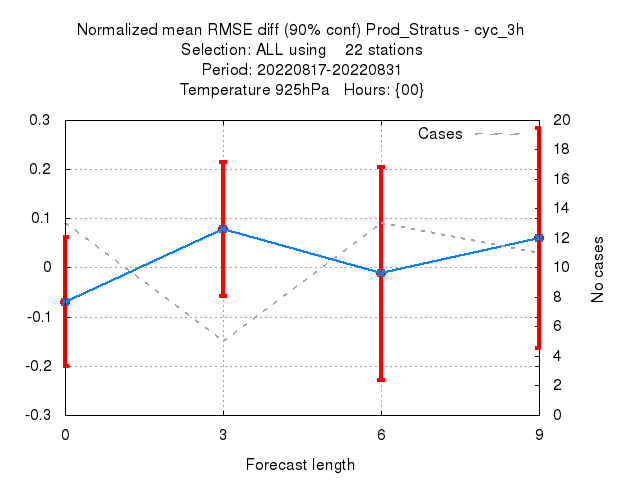 Normalized mean RMSE diff (90% conf) Prod_Stratus - cyc_3h
Selection: ALL using    22 stations
Period: 20220817-20220831
Temperature 925hPa   Hours: {00}
Cases
0.3
0.2
0.1
0
-0.1
-0.2
-0.3
20
18
16
14
12
10
8
6
4
2
0
No cases
0 3 6 9
Forecast length